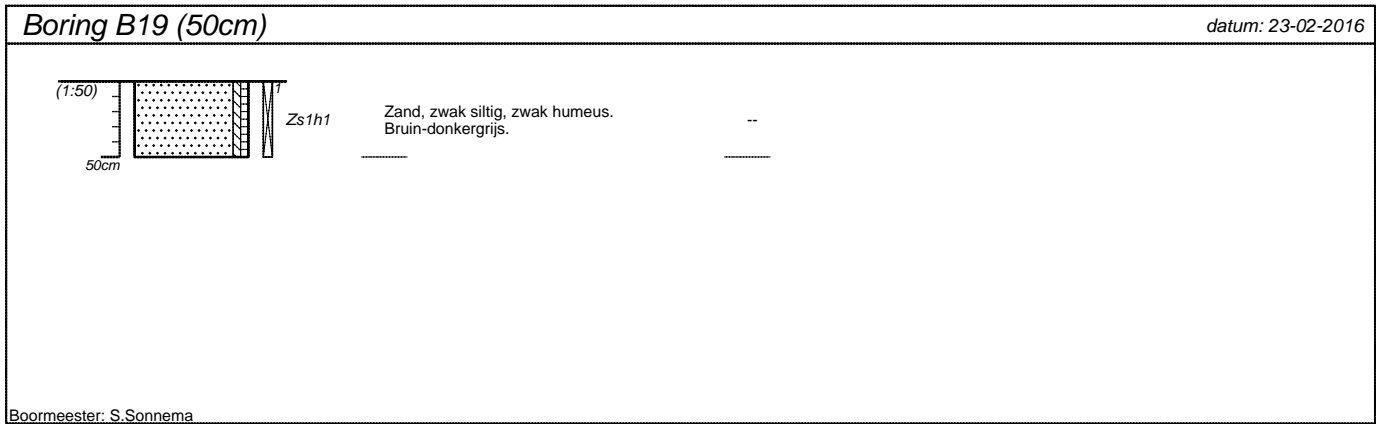 Boring B19 (50cm)
datum: 23-02-2016
(1:50)
1
Zs1h1
Zand, zwak siltig, zwak humeus.
Bruin-donkergrijs.
--
50cm
Boormeester: S.Sonnema